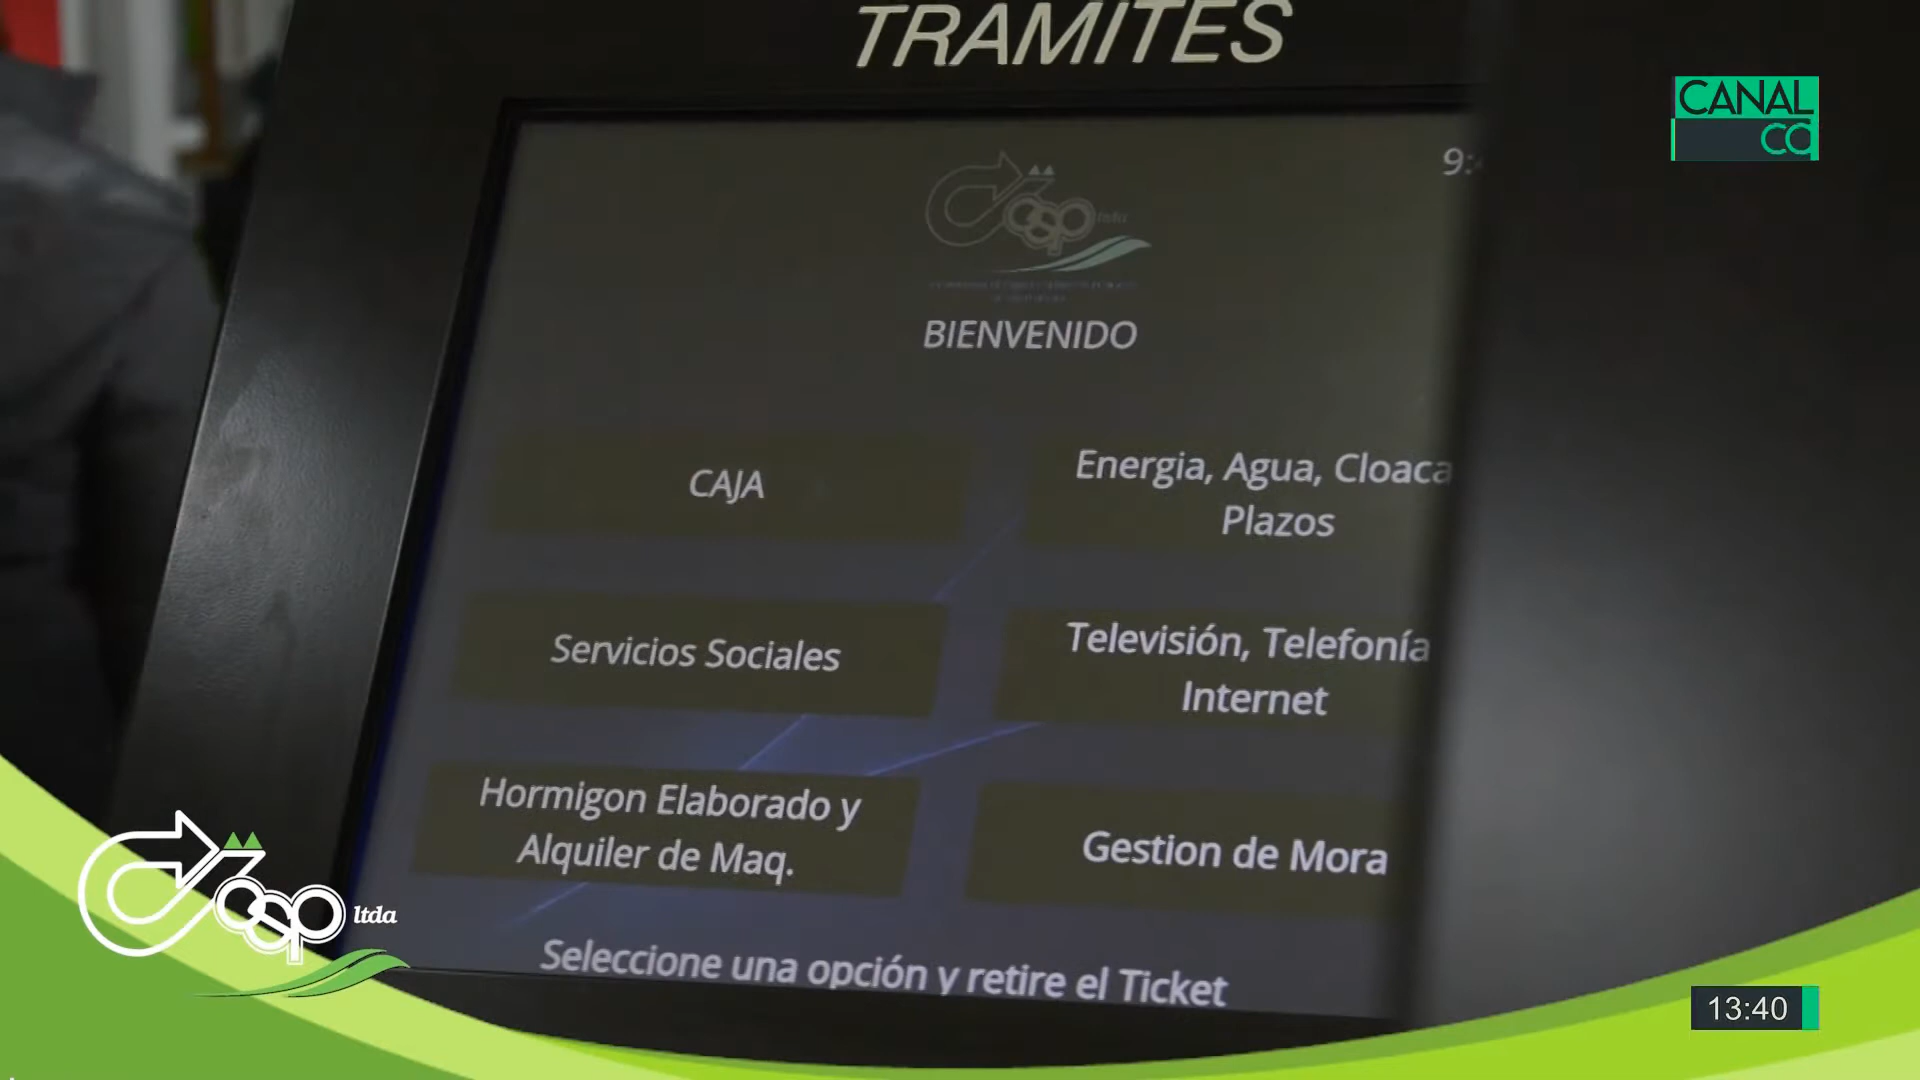 TRAMITES
CANAL
CC
9:
BIENVENIDO
CAJA
Energia, Agua, Cloaca
Plazos
Servicios Sociales
Televisión, Telefonía
Internet
Hormigon Elaborado y
Alquiler de Maq.
Gestion de Mora
Seleccione una opción y retire el Ticket
ltda
13:40